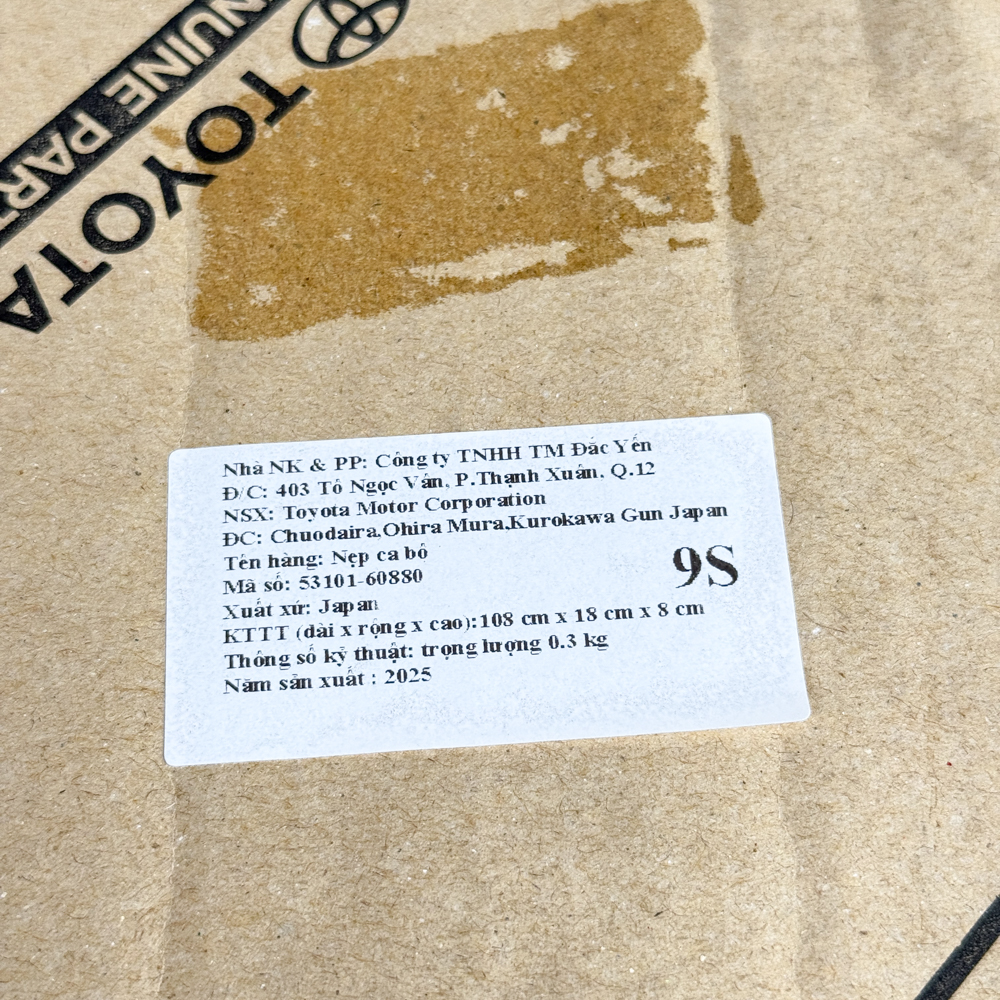 TOYOTA
NUINE PART
Nhà NK & PP: Công ty TNHH TM Đắc Yến
Đ/C: 403 Tô Ngọc Vân, P.Thạnh Xuân, Q.12
NSX: Toyota Motor Corporation
ĐC: Chuodaira,Ohira Mura,Kurokawa Gun Japan
Tên hàng: Nẹp ca bô
Mã số: 53101-60880
9S
Xuất xứ: Japan
KTTT (dài x rộng x cao):108 cm x 18 cm x 8 cm
Thông số kỹ thuật: trọng lượng 0.3 kg
Năm sản xuất : 2025